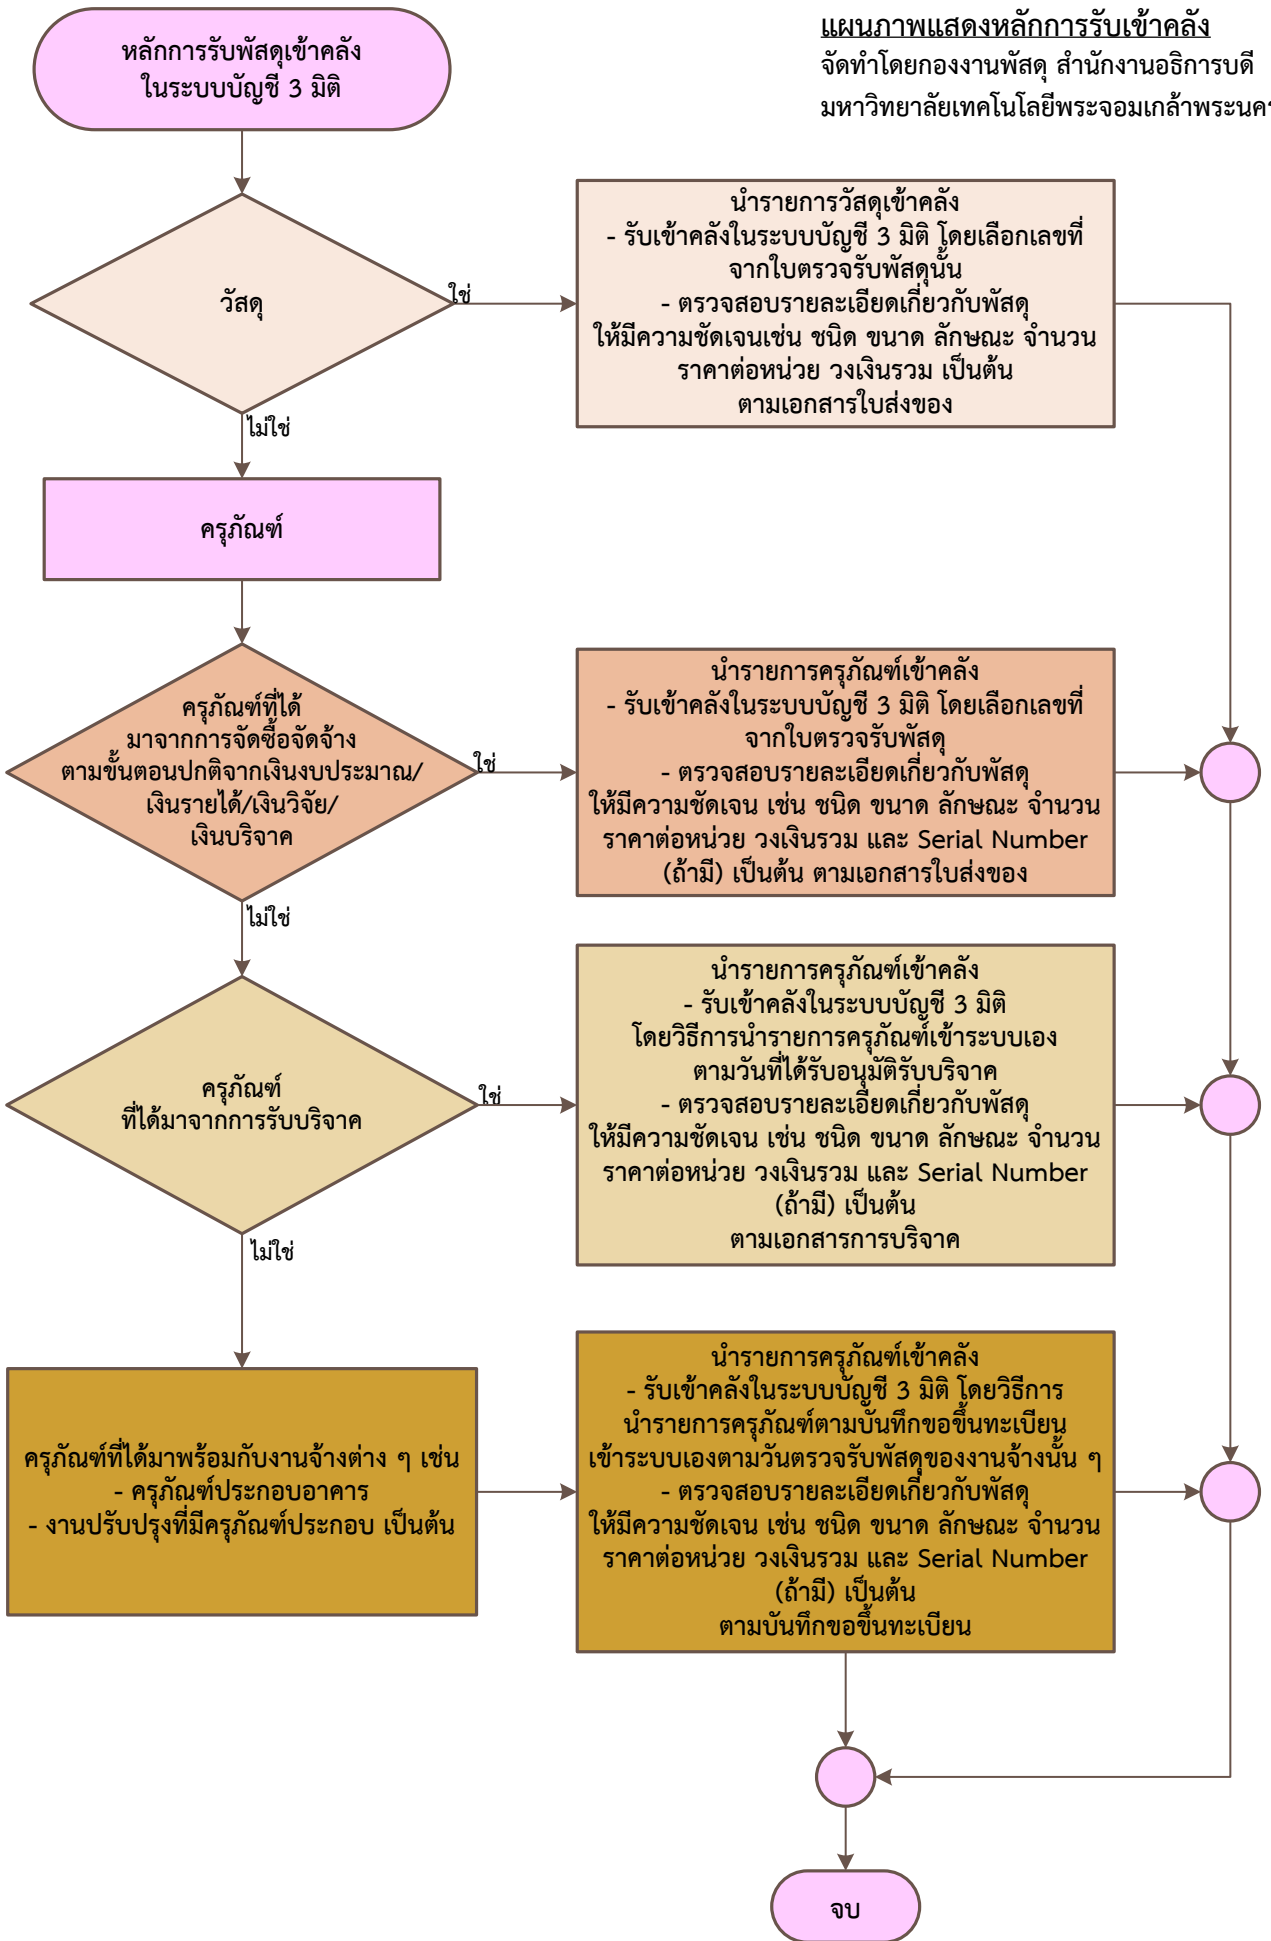 แผนภาพแสดงหลักการรับเข้าคลัง
จัดทำโดยกองงานพัสดุ สำนักงานอธิการบดี
มหาวิทยาลัยเทคโนโลยีพระจอมเกล้าพระนคร
หลักการรับพัสดุเข้าคลัง
ในระบบบัญชี 3 มิติ
วัสดุ
ใช่
นำรายการวัสดุเข้าคลัง
- รับเข้าคลังในระบบบัญชี 3 มิติ โดยเลือกเลขที่
จากใบตรวจรับพัสดุนั้น
- ตรวจสอบรายละเอียดเกี่ยวกับพัสดุ
ให้มีความชัดเจนเช่น ชนิด ขนาด ลักษณะ จำนวน
ราคาต่อหน่วย วงเงินรวม เป็นต้น
ตามเอกสารใบส่งของ
ไม่ใช่
ครุภัณฑ์
ครุภัณฑ์ที่ได้
มาจากการจัดซื้อจัดจ้าง
ตามขั้นตอนปกติจากเงินงบประมาณ/
เงินรายได้/เงินวิจัย/
เงินบริจาค
ใช่
นำรายการครุภัณฑ์เข้าคลัง
- รับเข้าคลังในระบบบัญชี 3 มิติ โดยเลือกเลขที่
จากใบตรวจรับพัสดุ
- ตรวจสอบรายละเอียดเกี่ยวกับพัสดุ
ให้มีความชัดเจน เช่น ชนิด ขนาด ลักษณะ จำนวน
ราคาต่อหน่วย วงเงินรวม และ Serial Number
(ถ้ามี) เป็นต้น ตามเอกสารใบส่งของ
ไม่ใช่
ครุภัณฑ์
ที่ได้มาจากการรับบริจาค
ใช่
นำรายการครุภัณฑ์เข้าคลัง
- รับเข้าคลังในระบบบัญชี 3 มิติ
โดยวิธีการนำรายการครุภัณฑ์เข้าระบบเอง
ตามวันที่ได้รับอนุมัติรับบริจาค
- ตรวจสอบรายละเอียดเกี่ยวกับพัสดุ
ให้มีความชัดเจน เช่น ชนิด ขนาด ลักษณะ จำนวน
ราคาต่อหน่วย วงเงินรวม และ Serial Number
(ถ้ามี) เป็นต้น
ตามเอกสารการบริจาค
ไม่ใช่
ครุภัณฑ์ที่ได้มาพร้อมกับงานจ้างต่าง ๆ เช่น
- ครุภัณฑ์ประกอบอาคาร
- งานปรับปรุงที่มีครุภัณฑ์ประกอบ เป็นต้น
นำรายการครุภัณฑ์เข้าคลัง
- รับเข้าคลังในระบบบัญชี 3 มิติ โดยวิธีการ
นำรายการครุภัณฑ์ตามบันทึกขอขึ้นทะเบียน
เข้าระบบเองตามวันตรวจรับพัสดุของงานจ้างนั้น ๆ
- ตรวจสอบรายละเอียดเกี่ยวกับพัสดุ
ให้มีความชัดเจน เช่น ชนิด ขนาด ลักษณะ จำนวน
ราคาต่อหน่วย วงเงินรวม และ Serial Number
(ถ้ามี) เป็นต้น
ตามบันทึกขอขึ้นทะเบียน
จบ